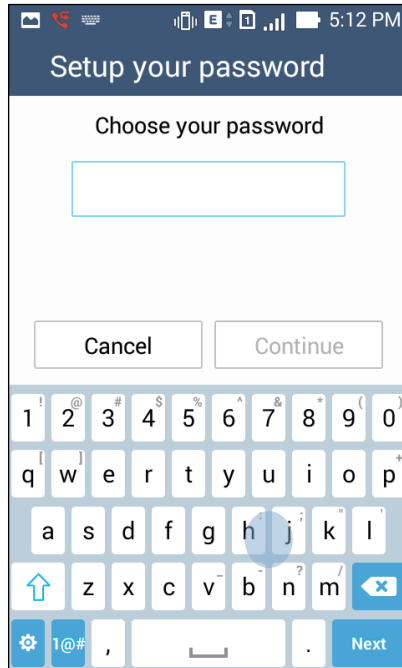 E 1 5:12 PM
Setup your password
Choose your password
Cancel Continue
! @ # $ % ^ & * ( )
1 2 3 4 5 6 7 8 9 0
[ ] +
q w e r t y u i o p
: ; " '
a s d f g h j k l
_ - ? /
z x c v b n m
1@# , . Next